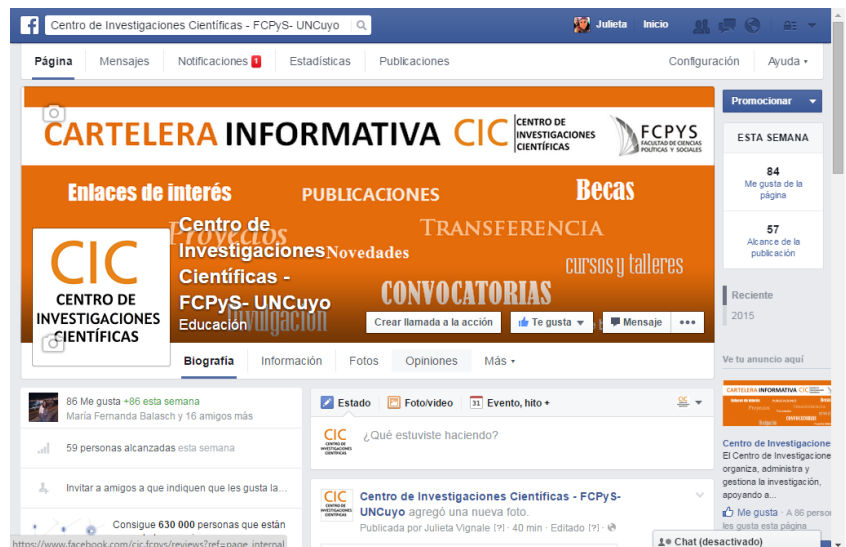 Centro de Investigaciones Científicas - FCPyS- UNCuyo
Julieta Inicio
Página Mensajes Notificaciones 1 Estadísticas Publicaciones Configuración Ayuda
CARTELERA INFORMATIVA CIC CENTRO DE INVESTIGACIONES CIENTÍFICAS FCPYS FACULTAD DE CIENCIAS POLÍTICAS Y SOCIALES
Enlaces de interés PUBLICACIONES Becas
Proyectos TRANSFERENCIA
Novedades cursos y talleres
CONVOCATORIAS
Divulgación
CIC
CENTRO DE
INVESTIGACIONES
CIENTÍFICAS
Centro de
Investigaciones
Científicas -
FCPyS- UNCuyo
Educación
Crear llamada a la acción Te gusta Mensaje
Biografía Información Fotos Opiniones Más
Promocionar
ESTA SEMANA
84
Me gusta de la
página
57
Alcance de la
publicación
Reciente
2015
Ve tu anuncio aquí
CARTELERA INFORMATIVA CIC
Centro de Investigacione
El Centro de Investigacione
organiza, administra y
gestiona la investigación,
apoyando a...
Me gusta · A 86 perso
les gusta esta página
86 Me gusta +86 esta semana
María Fernanda Balasch y 16 amigos más
59 personas alcanzadas esta semana
Invitar a amigos a que indiquen que les gusta la...
Consigue 630 000 personas que están
Estado Foto/video 31 Evento, hito +
CIC
¿Qué estuviste haciendo?
CIC
Centro de Investigaciones Científicas - FCPyS-
UNCuyo agregó una nueva foto.
Publicada por Julieta Vignale [?] · 40 min · Editado [?] ·
Chat (desactivado)
https://www.facebook.com/cic.fcpys/reviews?ref=page_internal